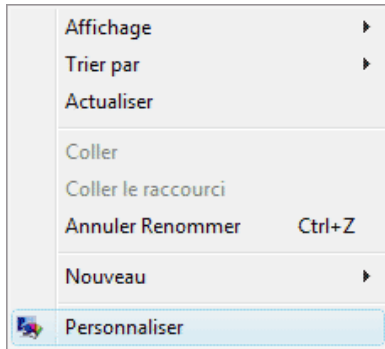 Affichage
Trier par
Actualiser
Coller
Coller le raccourci
Annuler Renommer Ctrl+Z
Nouveau
Personnaliser